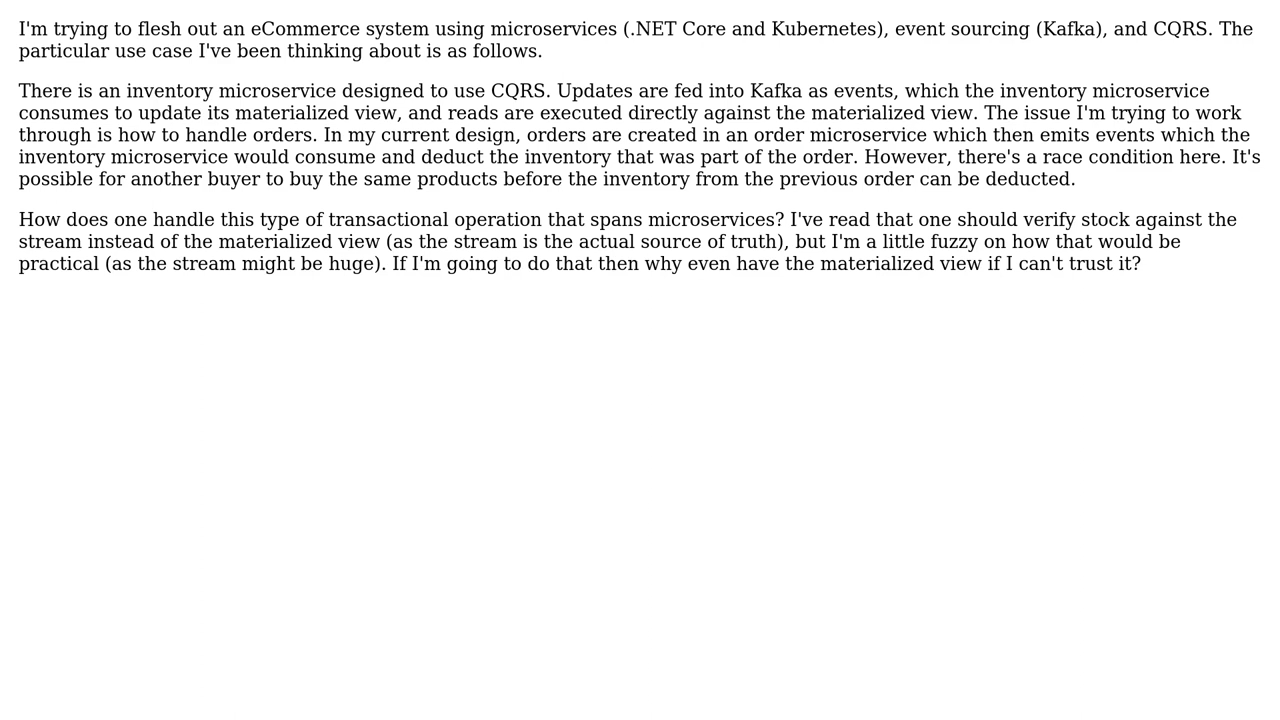 I'm trying to flesh out an eCommerce system using microservices (.NET Core and Kubernetes), event sourcing (Kafka), and CQRS. The
particular use case I've been thinking about is as follows.
There is an inventory microservice designed to use CQRS. Updates are fed into Kafka as events, which the inventory microservice
consumes to update its materialized view, and reads are executed directly against the materialized view. The issue I'm trying to work
through is how to handle orders. In my current design, orders are created in an order microservice which then emits events which the
inventory microservice would consume and deduct the inventory that was part of the order. However, there's a race condition here. It's
possible for another buyer to buy the same products before the inventory from the previous order can be deducted.
How does one handle this type of transactional operation that spans microservices? I've read that one should verify stock against the
stream instead of the materialized view (as the stream is the actual source of truth), but I'm a little fuzzy on how that would be
practical (as the stream might be huge). If I'm going to do that then why even have the materialized view if I can't trust it?